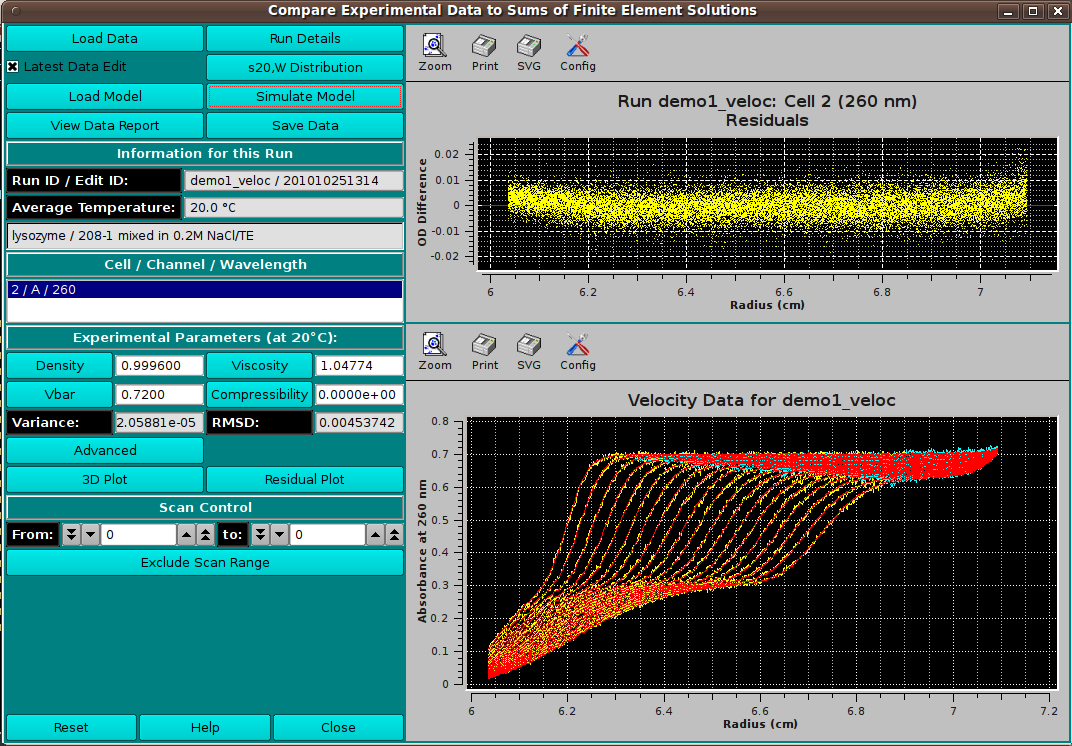 Compare Experimental Data to Sums of Finite Element Solutions
Load Data
Run Details
Latest Data Edit
s20,W Distribution
Load Model
Simulate Model
View Data Report
Save Data
Information for this Run
Run ID / Edit ID:
demo1_veloc / 201010251314
Average Temperature:
20.0 °C
lysozyme / 208-1 mixed in 0.2M NaCl/TE
Cell / Channel / Wavelength
2 / A / 260
Experimental Parameters (at 20°C):
Density
0.999600
Viscosity
1.04774
Vbar
0.7200
Compressibility
0.0000e+00
Variance:
2.05881e-05
RMSD:
0.00453742
Advanced
3D Plot
Residual Plot
Scan Control
From:
0
to:
0
Exclude Scan Range
Reset
Help
Close
Zoom
Print
SVG
Config
Run demo1_veloc: Cell 2 (260 nm)
Residuals
OD Difference
0.02
0.01
0
-0.01
-0.02
6
6.2
6.4
6.6
6.8
7
Radius (cm)
Zoom
Print
SVG
Config
Velocity Data for demo1_veloc
Absorbance at 260 nm
0.8
0.7
0.6
0.5
0.4
0.3
0.2
0.1
0
6
6.2
6.4
6.6
6.8
7
7.2
Radius (cm)